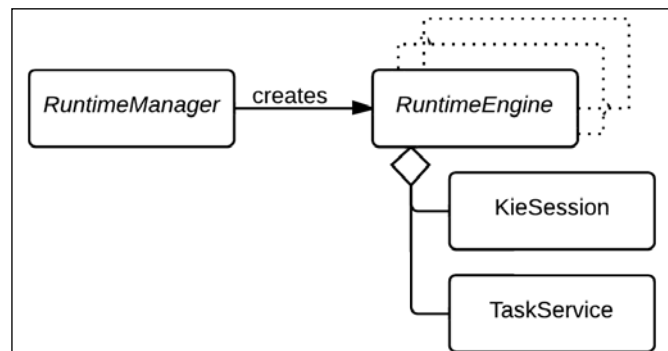 RuntimeManager
creates
RuntimeEngine
KieSession
TaskService